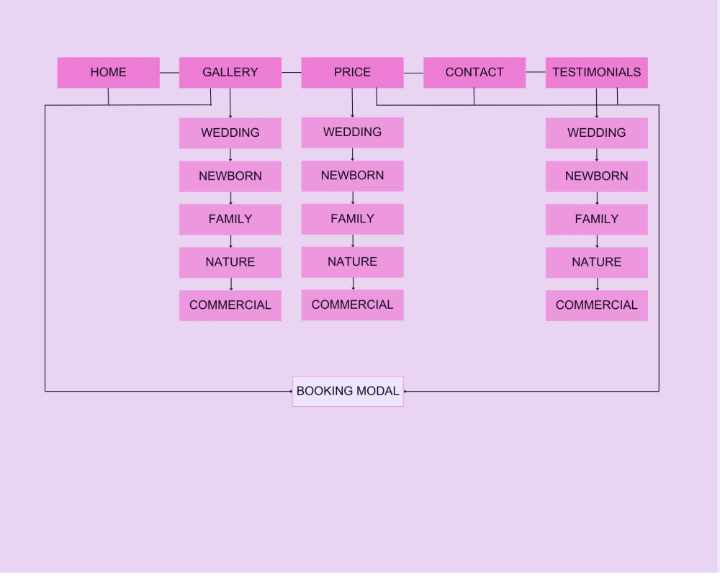 HOME GALLERY PRICE CONTACT TESTIMONIALS
WEDDING WEDDING WEDDING
NEWBORN NEWBORN NEWBORN
FAMILY FAMILY FAMILY
NATURE NATURE NATURE
COMMERCIAL COMMERCIAL COMMERCIAL
BOOKING MODAL